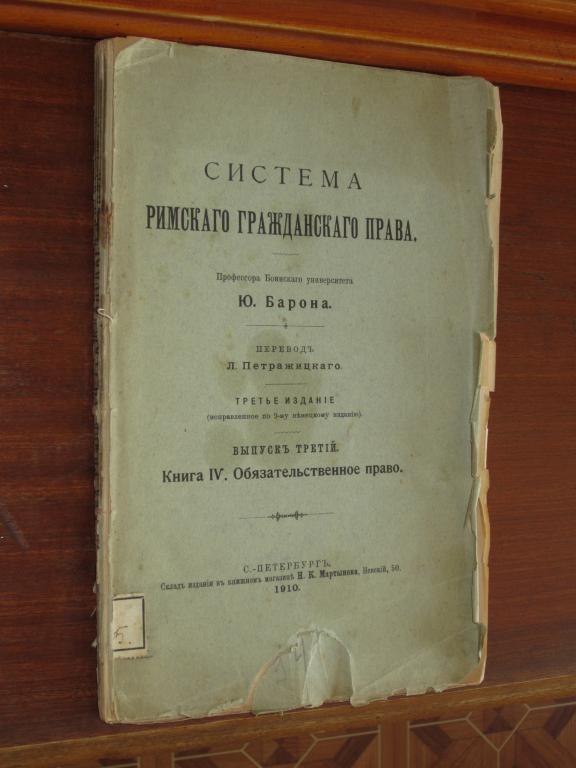 СИСТЕМА
РИМСКАГО ГРАЖДАНСКАГО ПРАВА.
Профессора Боннскаго университета
Ю. Барона.
ПЕРЕВОДЪ
Л. Петражицкаго.
ТРЕТЬЕ ИЗДАНІЕ
(исправленное по 9-му нѣмецкому изданію).
ВЫПУСКЪ ТРЕТІЙ.
Книга IV. Обязательственное право.
С.-ПЕТЕРБУРГЪ.
Складъ изданія въ книжномъ магазинѣ Н. К. Мартынова, Невскій, 50.
1910.
5.